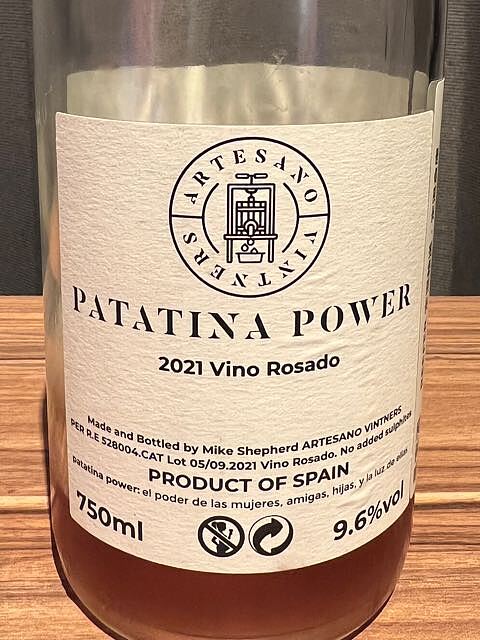 ARTESANO VINTNERS
PATATINA POWER
2021 Vino Rosado
Made and Bottled by Mike Shepherd ARTESANO VINTNERS
PER R.E 528004.CAT Lot 05/09.2021 Vino Rosado. No added sulphites
PRODUCT OF SPAIN
patatina power: el poder de las mujeres, amigas, hijas, y la luz de ellas
750ml
9.6%vol